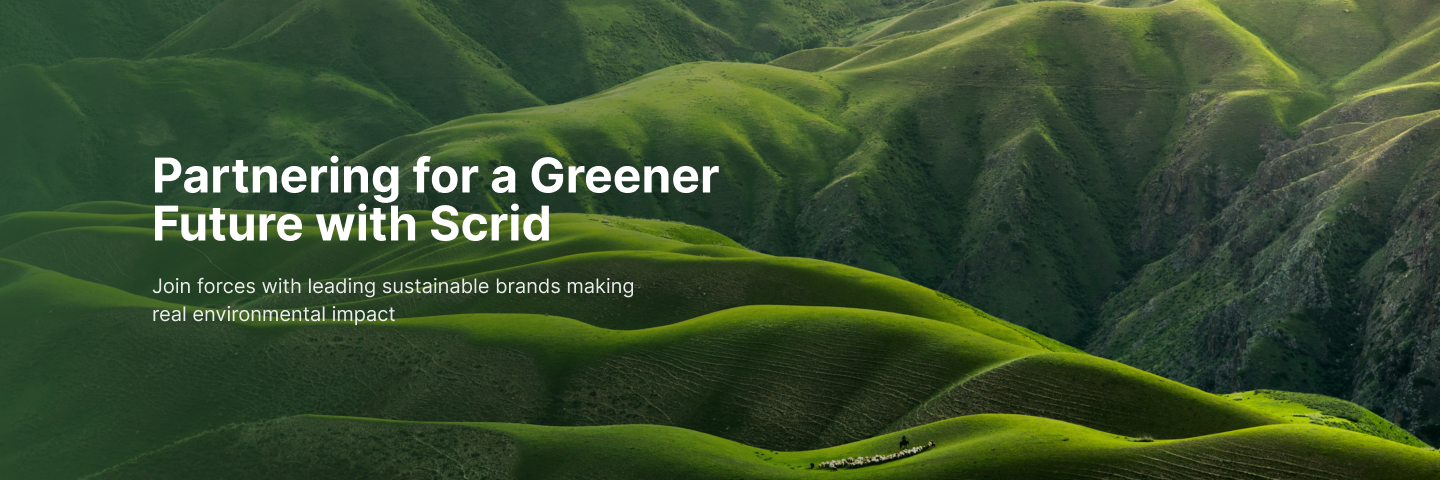 Partnering for a Greener
Future with Scrid
Join forces with leading sustainable brands making
real environmental impact